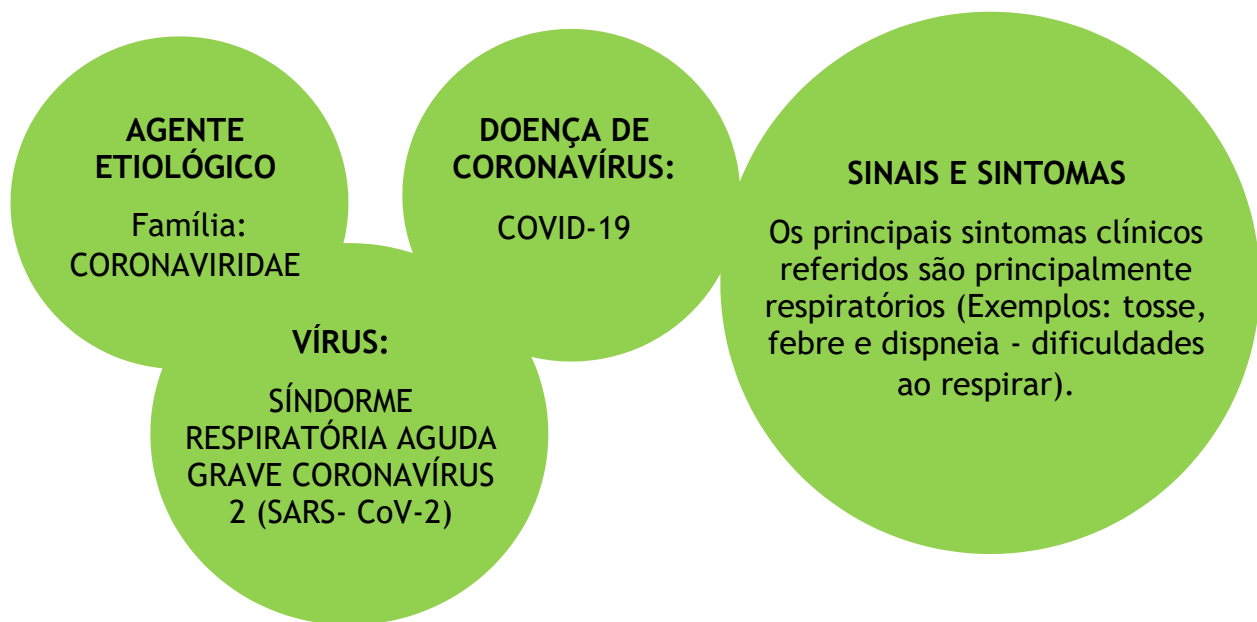 AGENTE
ETIOLÓGICO
Família:
CORONAVIRIDAE
VÍRUS:
SÍNDORME
RESPIRATÓRIA AGUDA
GRAVE CORONAVÍRUS
2 (SARS- CoV-2)
DOENÇA DE
CORONAVÍRUS:
COVID-19
SINAIS E SINTOMAS
Os principais sintomas clínicos
referidos são principalmente
respiratórios (Exemplos: tosse,
febre e dispneia - dificuldades
ao respirar).